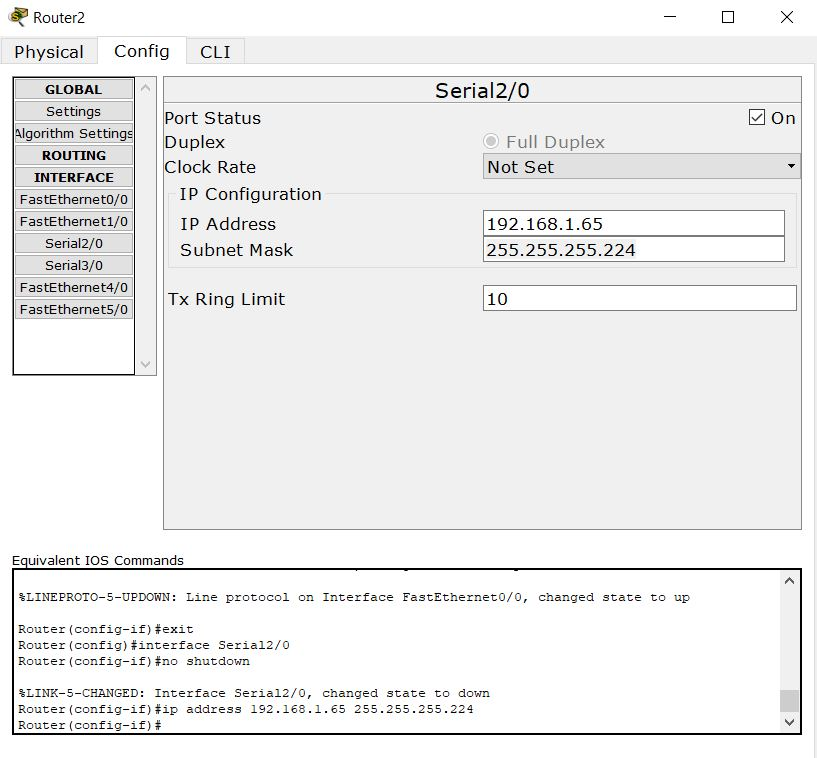 Router2
Physical Config CLI
GLOBAL
Settings
Algorithm Settings
ROUTING
INTERFACE
FastEthernet0/0
FastEthernet1/0
Serial2/0
Serial3/0
FastEthernet4/0
FastEthernet5/0
Serial2/0
Port Status On
Duplex Full Duplex
Clock Rate Not Set
IP Configuration
IP Address 192.168.1.65
Subnet Mask 255.255.255.224
Tx Ring Limit 10
Equivalent IOS Commands
%LINEPROTO-5-UPDOWN: Line protocol on Interface FastEthernet0/0, changed state to up
Router(config-if)#exit
Router(config)#interface Serial2/0
Router(config-if)#no shutdown
%LINK-5-CHANGED: Interface Serial2/0, changed state to down
Router(config-if)#ip address 192.168.1.65 255.255.255.224
Router(config-if)#